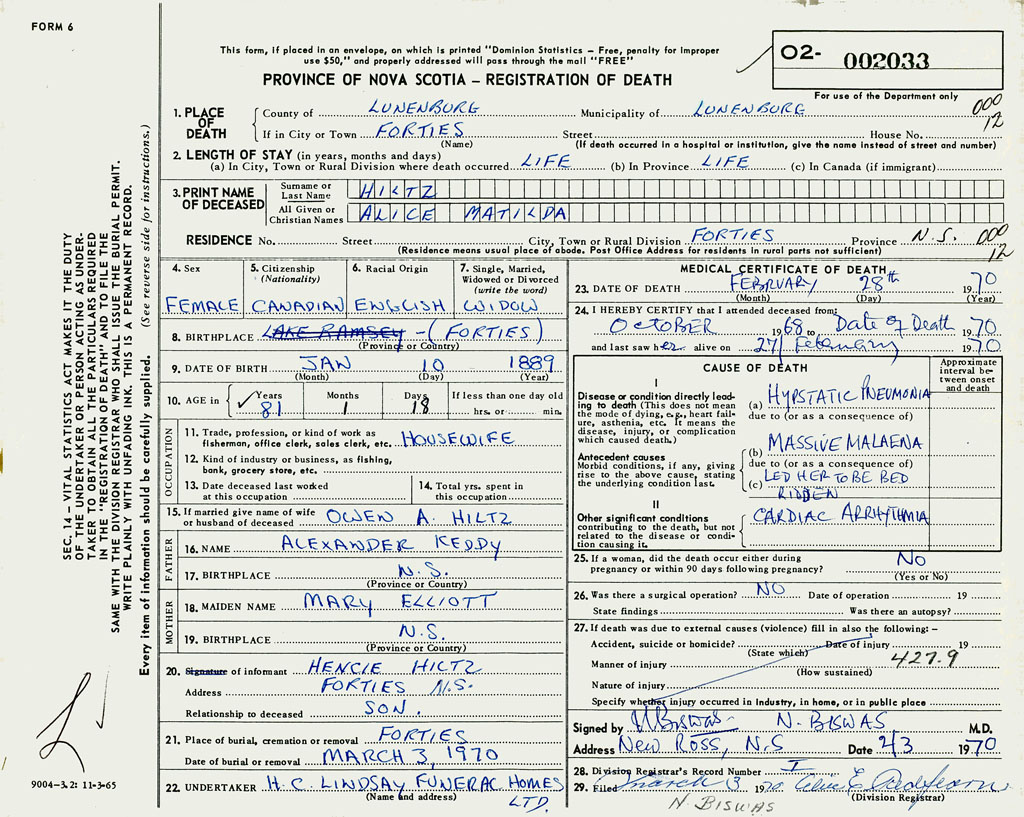 FORM 6
This form, if placed in an envelope, on which is printed "Dominion Statistics – Free, penalty for improper
use $50," and properly addressed will pass through the mail "FREE"
PROVINCE OF NOVA SCOTIA – REGISTRATION OF DEATH
O2- 002033
For use of the Department only
000
12
1. PLACE OF DEATH
County of LUNENBURG Municipality of LUNENBURG
If in City or Town FORTIES Street House No.
(Name) (If death occurred in a hospital or institution, give the name instead of street and number)
2. LENGTH OF STAY (in years, months and days)
(a) In City, Town or Rural Division where death occurred LIFE (b) In Province LIFE (c) In Canada (if immigrant)
3. PRINT NAME OF DECEASED
Surname or Last Name HILTZ
All Given or Christian Names ALICE MATILDA
RESIDENCE No. Street City, Town or Rural Division FORTIES Province N.S. 000
12
(Residence means usual place of abode. Post Office Address for residents in rural parts not sufficient)
4. Sex 5. Citizenship (Nationality) 6. Racial Origin 7. Single, Married, Widowed or Divorced (write the word)
FEMALE CANADIAN ENGLISH WIDOW
8. BIRTHPLACE LAKE RAMSEY - (FORTIES)
(Province or Country)
9. DATE OF BIRTH JAN 10 1889
(Month) (Day) (Year)
10. AGE in Years Months Days If less than one day old
81 1 18 hrs. or min.
OCCUPATION
11. Trade, profession, or kind of work as
fisherman, office clerk, sales clerk, etc. HOUSEWIFE
12. Kind of industry or business, as fishing,
bank, grocery store, etc.
13. Date deceased last worked at this occupation
14. Total yrs. spent in this occupation
15. If married give name of wife
or husband of deceased OWEN A. HILTZ
FATHER
16. NAME ALEXANDER KEDDY
17. BIRTHPLACE N.S.
(Province or Country)
MOTHER
18. MAIDEN NAME MARY ELLIOTT
19. BIRTHPLACE N.S.
(Province or Country)
20. Signature of informant HENCIE HILTZ
Address FORTIES N.S.
Relationship to deceased SON.
21. Place of burial, cremation or removal FORTIES
Date of burial or removal MARCH 3, 1970
22. UNDERTAKER H. C. LINDSAY FUNERAL HOMES
(Name and address) LTD.
MEDICAL CERTIFICATE OF DEATH
23. DATE OF DEATH FEBRUARY 28th 1970
(Month) (Day) (Year)
24. I HEREBY CERTIFY that I attended deceased from:
OCTOBER 1968 to Date of Death 1970
and last saw her alive on 27/ February 1970
CAUSE OF DEATH
Approximate interval between onset and death
I
Disease or condition directly leading to death (This does not mean the mode of dying, e.g., heart failure, asthenia, etc. It means the disease, injury, or complication which caused death.)
(a) HYPSTATIC PNEUMONIA
due to (or as a consequence of)
Antecedent causes
Morbid conditions, if any, giving rise to the above cause, stating the underlying condition last.
(b) MASSIVE MALAENA
due to (or as a consequence of)
(c) LED HER TO BE BED
RIDDEN
II
Other significant conditions
contributing to the death, but not related to the disease or condition causing it.
CARDIAC ARRHYTHMIA
25. If a woman, did the death occur either during
pregnancy or within 90 days following pregnancy? NO
(Yes or No)
26. Was there a surgical operation? NO Date of operation 19
State findings Was there an autopsy?
27. If death was due to external causes (violence) fill in also the following: –
Accident, suicide or homicide? Date of injury 19
(State which) 427.9
Manner of injury
(How sustained)
Nature of injury
Specify whether injury occurred in Industry, in home, or in public place
Signed by N Biswas N. BISWAS M.D.
Address New Ross, N.S Date 2/3 1970
28. Division Registrar's Record Number I
29. Filed March 3 1970
(Division Registrar)
N BISWAS
SEC. 14 – VITAL STATISTICS ACT MAKES IT THE DUTY
OF THE UNDERTAKER OR PERSON ACTING AS UNDER-
TAKER TO OBTAIN ALL THE PARTICULARS REQUIRED
IN THE "REGISTRATION OF DEATH" AND TO FILE THE
SAME WITH THE DIVISION REGISTRAR WHO SHALL ISSUE THE BURIAL PERMIT.
WRITE PLAINLY WITH UNFADING INK. THIS IS A PERMANENT RECORD.
Every item of information should be carefully supplied. (See reverse side for instructions.)
9004–3.2: 11-3-65